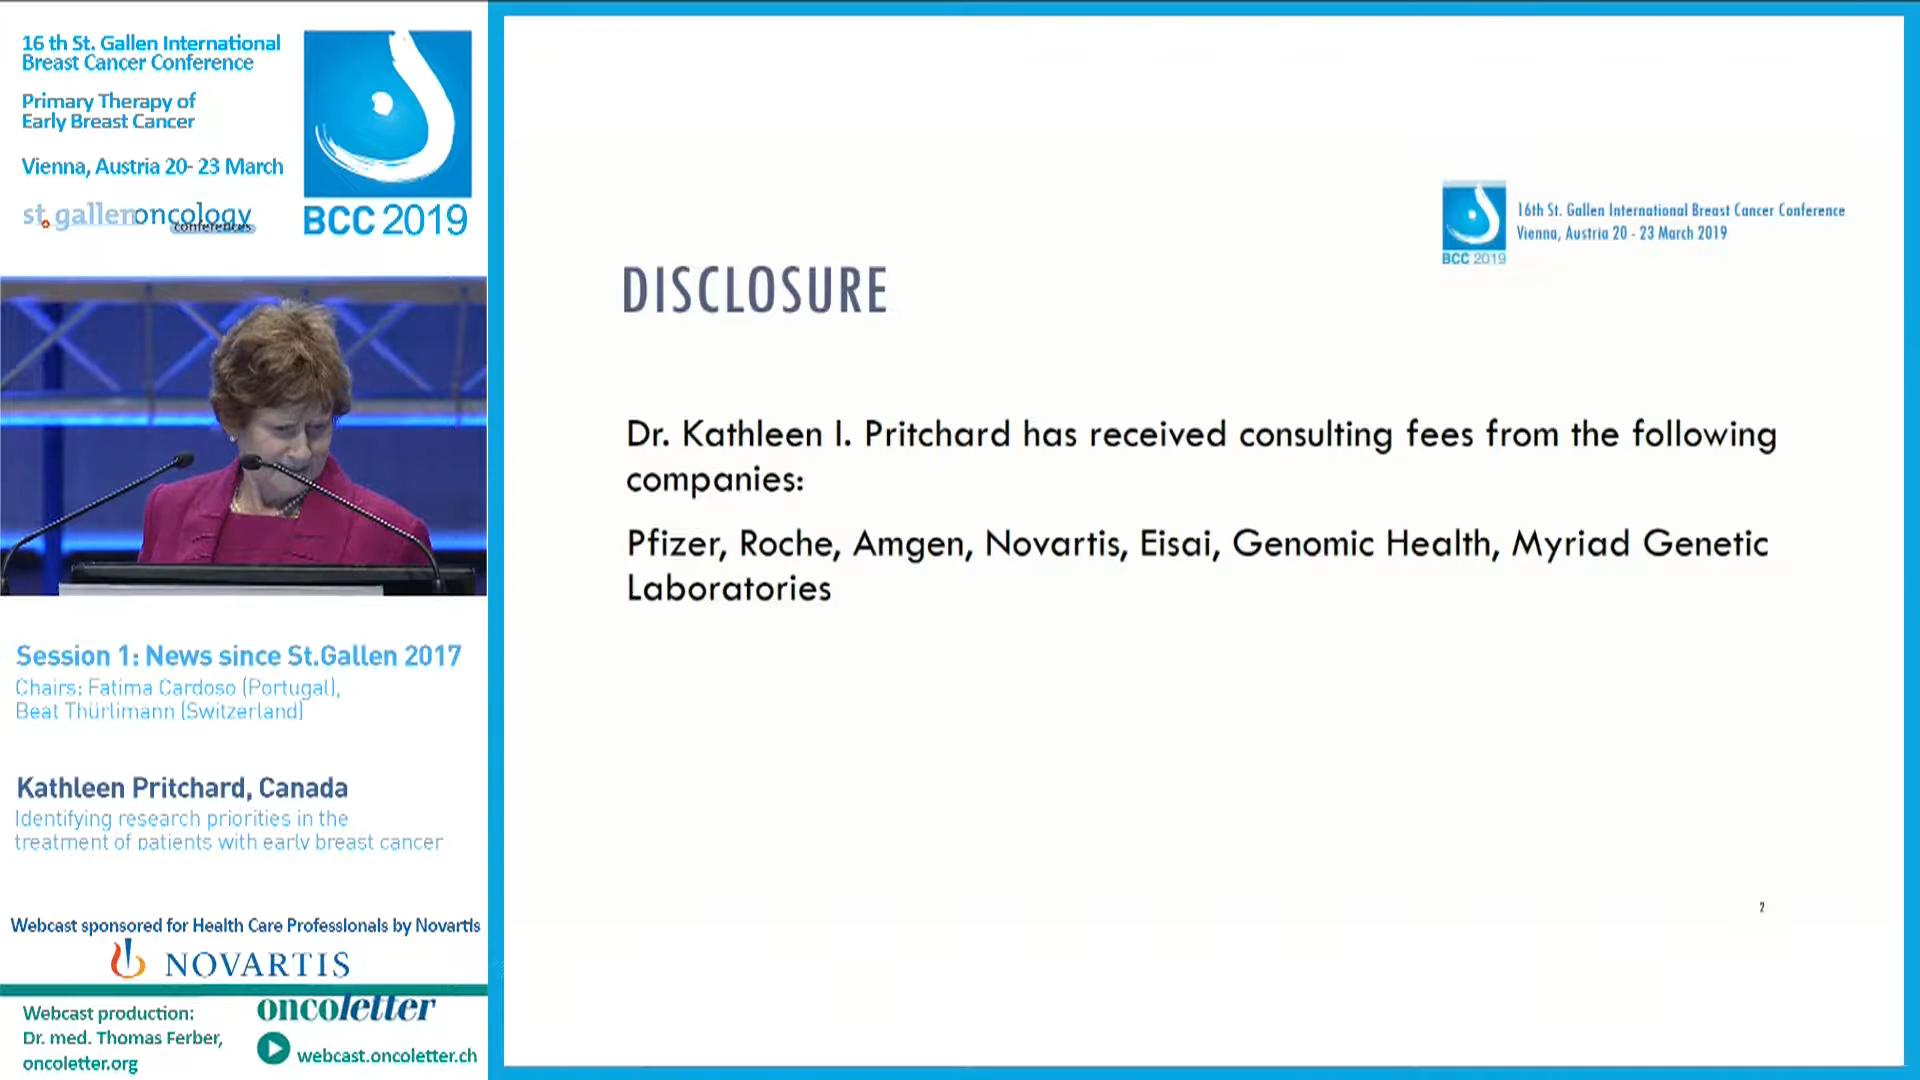 16 th St. Gallen International
Breast Cancer Conference
Primary Therapy of
Early Breast Cancer
Vienna, Austria 20- 23 March
st.gallenoncology
conferences
BCC 2019
Session 1: News since St.Gallen 2017
Chairs: Fatima Cardoso (Portugal),
Beat Thürlimann (Switzerland)
Kathleen Pritchard, Canada
Identifying research priorities in the
treatment of patients with early breast cancer
Webcast sponsored for Health Care Professionals by Novartis
NOVARTIS
Webcast production:
Dr. med. Thomas Ferber,
oncoletter.org
oncoletter
webcast.oncoletter.ch
16th St. Gallen International Breast Cancer Conference
Vienna, Austria 20 - 23 March 2019
BCC 2019
DISCLOSURE
Dr. Kathleen I. Pritchard has received consulting fees from the following
companies:
Pfizer, Roche, Amgen, Novartis, Eisai, Genomic Health, Myriad Genetic
Laboratories
2